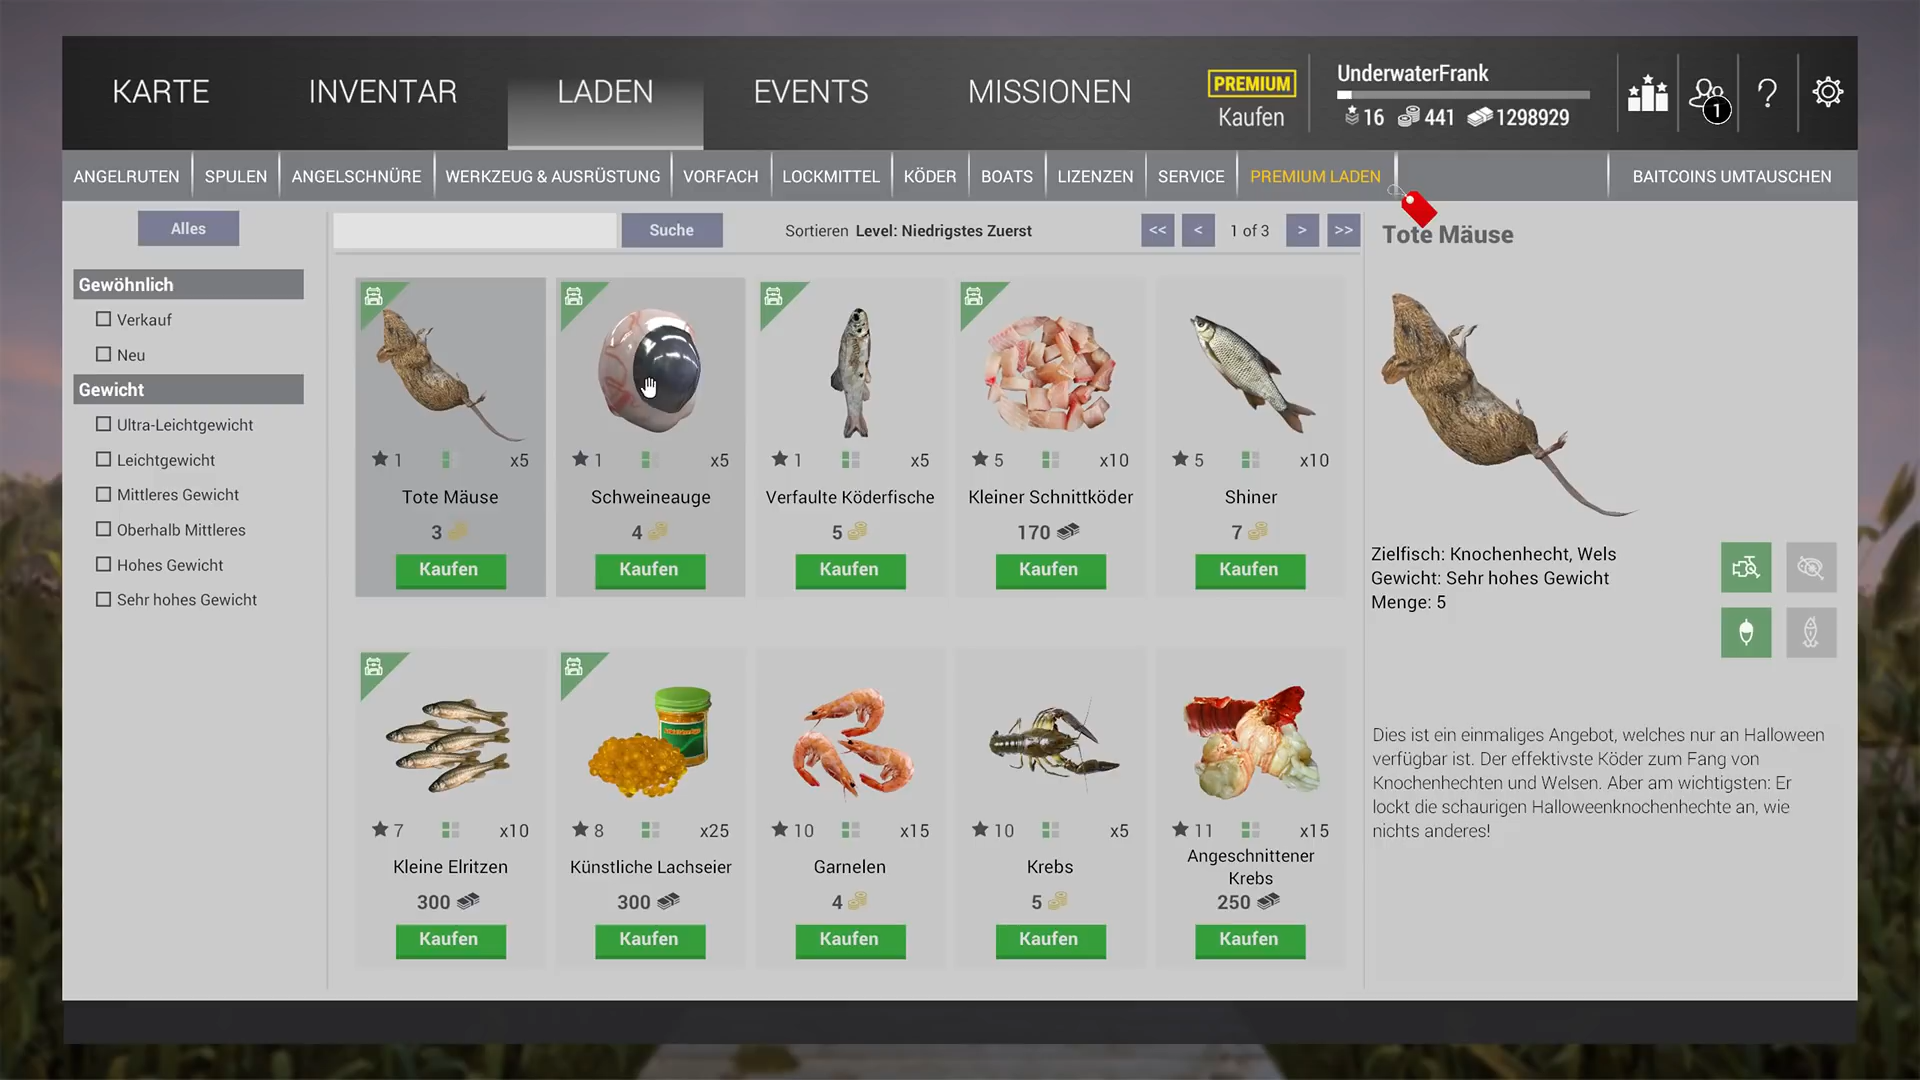 KARTE
INVENTAR
LADEN
EVENTS
MISSIONEN
PREMIUM
Kaufen
UnderwaterFrank
16 441 1298929
1
?
ANGELRUTEN
SPULEN
ANGELSCHNÜRE
WERKZEUG & AUSRÜSTUNG
VORFACH
LOCKMITTEL
KÖDER
BOATS
LIZENZEN
SERVICE
PREMIUM LADEN
BAITCOINS UMTAUSCHEN
Alles
Gewöhnlich
Verkauf
Neu
Gewicht
Ultra-Leichtgewicht
Leichtgewicht
Mittleres Gewicht
Oberhalb Mittleres
Hohes Gewicht
Sehr hohes Gewicht
Suche
Sortieren Level: Niedrigstes Zuerst
<< < 1 of 3 > >>
1 x5
Tote Mäuse
3
Kaufen
1 x5
Schweineauge
4
Kaufen
1 x5
Verfaulte Köderfische
5
Kaufen
5 x10
Kleiner Schnittköder
170
Kaufen
5 x10
Shiner
7
Kaufen
7 x10
Kleine Elritzen
300
Kaufen
8 x25
Künstliche Lachseier
300
Kaufen
10 x15
Garnelen
4
Kaufen
10 x5
Krebs
5
Kaufen
11 x15
Angeschnittener
Krebs
250
Kaufen
Tote Mäuse
Zielfisch: Knochenhecht, Wels
Gewicht: Sehr hohes Gewicht
Menge: 5
Dies ist ein einmaliges Angebot, welches nur an Halloween
verfügbar ist. Der effektivste Köder zum Fang von
Knochenhechten und Welsen. Aber am wichtigsten: Er
lockt die schaurigen Halloweenknochenhechte an, wie
nichts anderes!